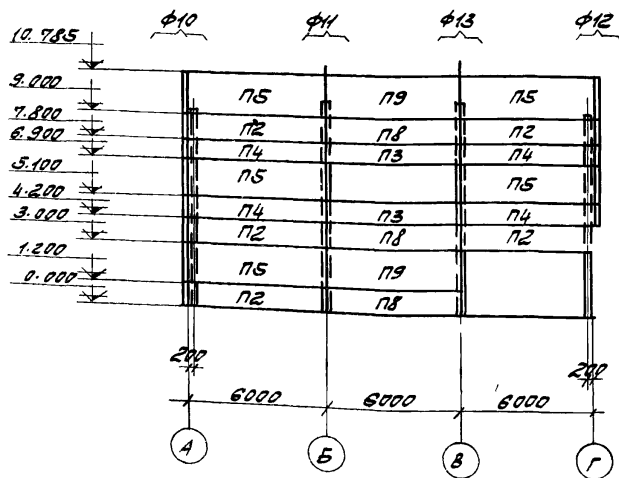 ф10 ф11 ф13 ф12
10.785
9.000
7.800
6.900
5.100
4.200
3.000
1.200
0.000
П5 П9 П5
П2 П8 П2
П4 П3 П4
П5 П5
П4 П3 П4
П2 П8 П2
П5 П9
П2 П8
200 200
6000 6000 6000
А Б В Г